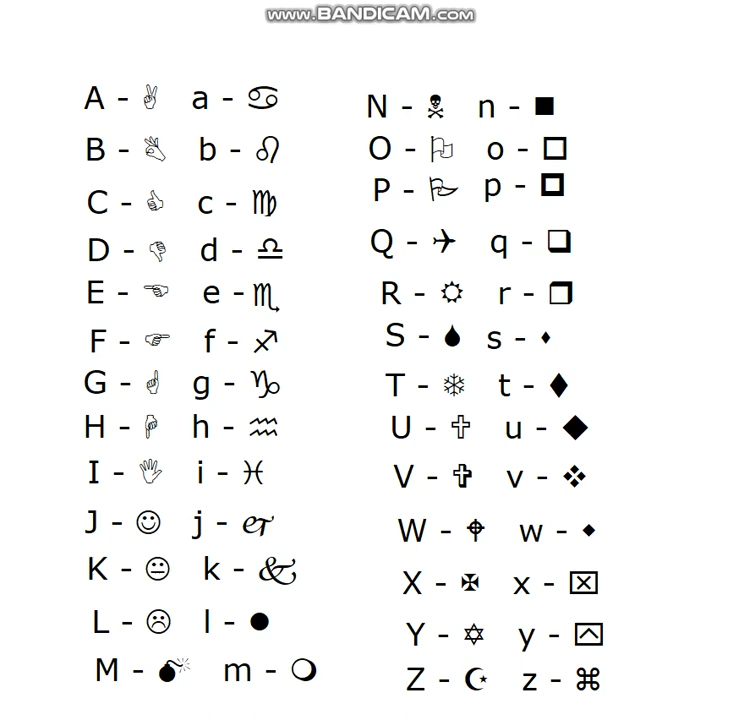 www.BANDICAM.com
A - ✌ a - ♋
B - 👌 b - ♌
C - 👍 c - ♍
D - 👎 d - ♎
E - ☜ e - ♏
F - ☞ f - ♐
G - ☝ g - ♑
H - ☟ h - ♒
I - 🖐 i - ♓
J - ☺ j - 🙰
K - 😐 k - 🙵
L - ☹ l - ●
M - 💣 m - ❍
N - ☠ n - ■
O - ⚐ o - □
P - 🏱 p - 🞐
Q - ✈ q - ❑
R - ☼ r - ❒
S - 💧 s - ⬧
T - ❄ t - ⧫
U - 🕆 u - ◆
V - ✞ v - ❖
W - 🕈 w - ⬥
X - ✠ x - ⌧
Y - ✡ y - ⍓
Z - ☪ z - ⌘